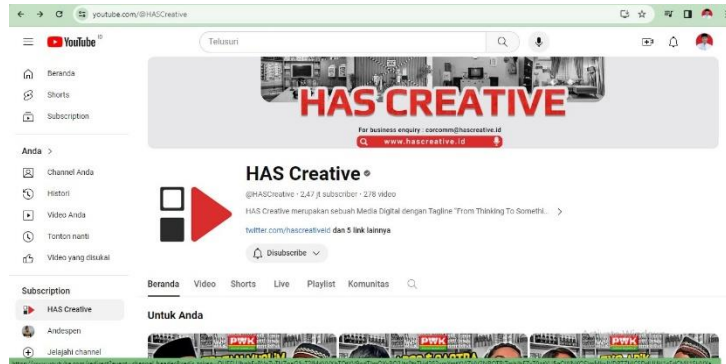 youtube.com/@HASCreative
YouTube ID
Telusuri
Beranda
Shorts
Subscription
Anda >
Channel Anda
Histori
Video Anda
Tonton nanti
Video yang disukai
Subscription
HAS Creative
Andespen
Jelajahi channel
HAS CREATIVE
For business enquiry : corcomm@hascreative.id
www.hascreative.id
HAS Creative
@HASCreative · 2,47 jt subscriber · 278 video
HAS Creative merupakan sebuah Media Digital dengan Tagline "From Thinking To Somethi... >
twitter.com/hascreativeid dan 5 link lainnya
Disubscribe
Beranda Video Shorts Live Playlist Komunitas
Untuk Anda
PWK
PWK
PWK